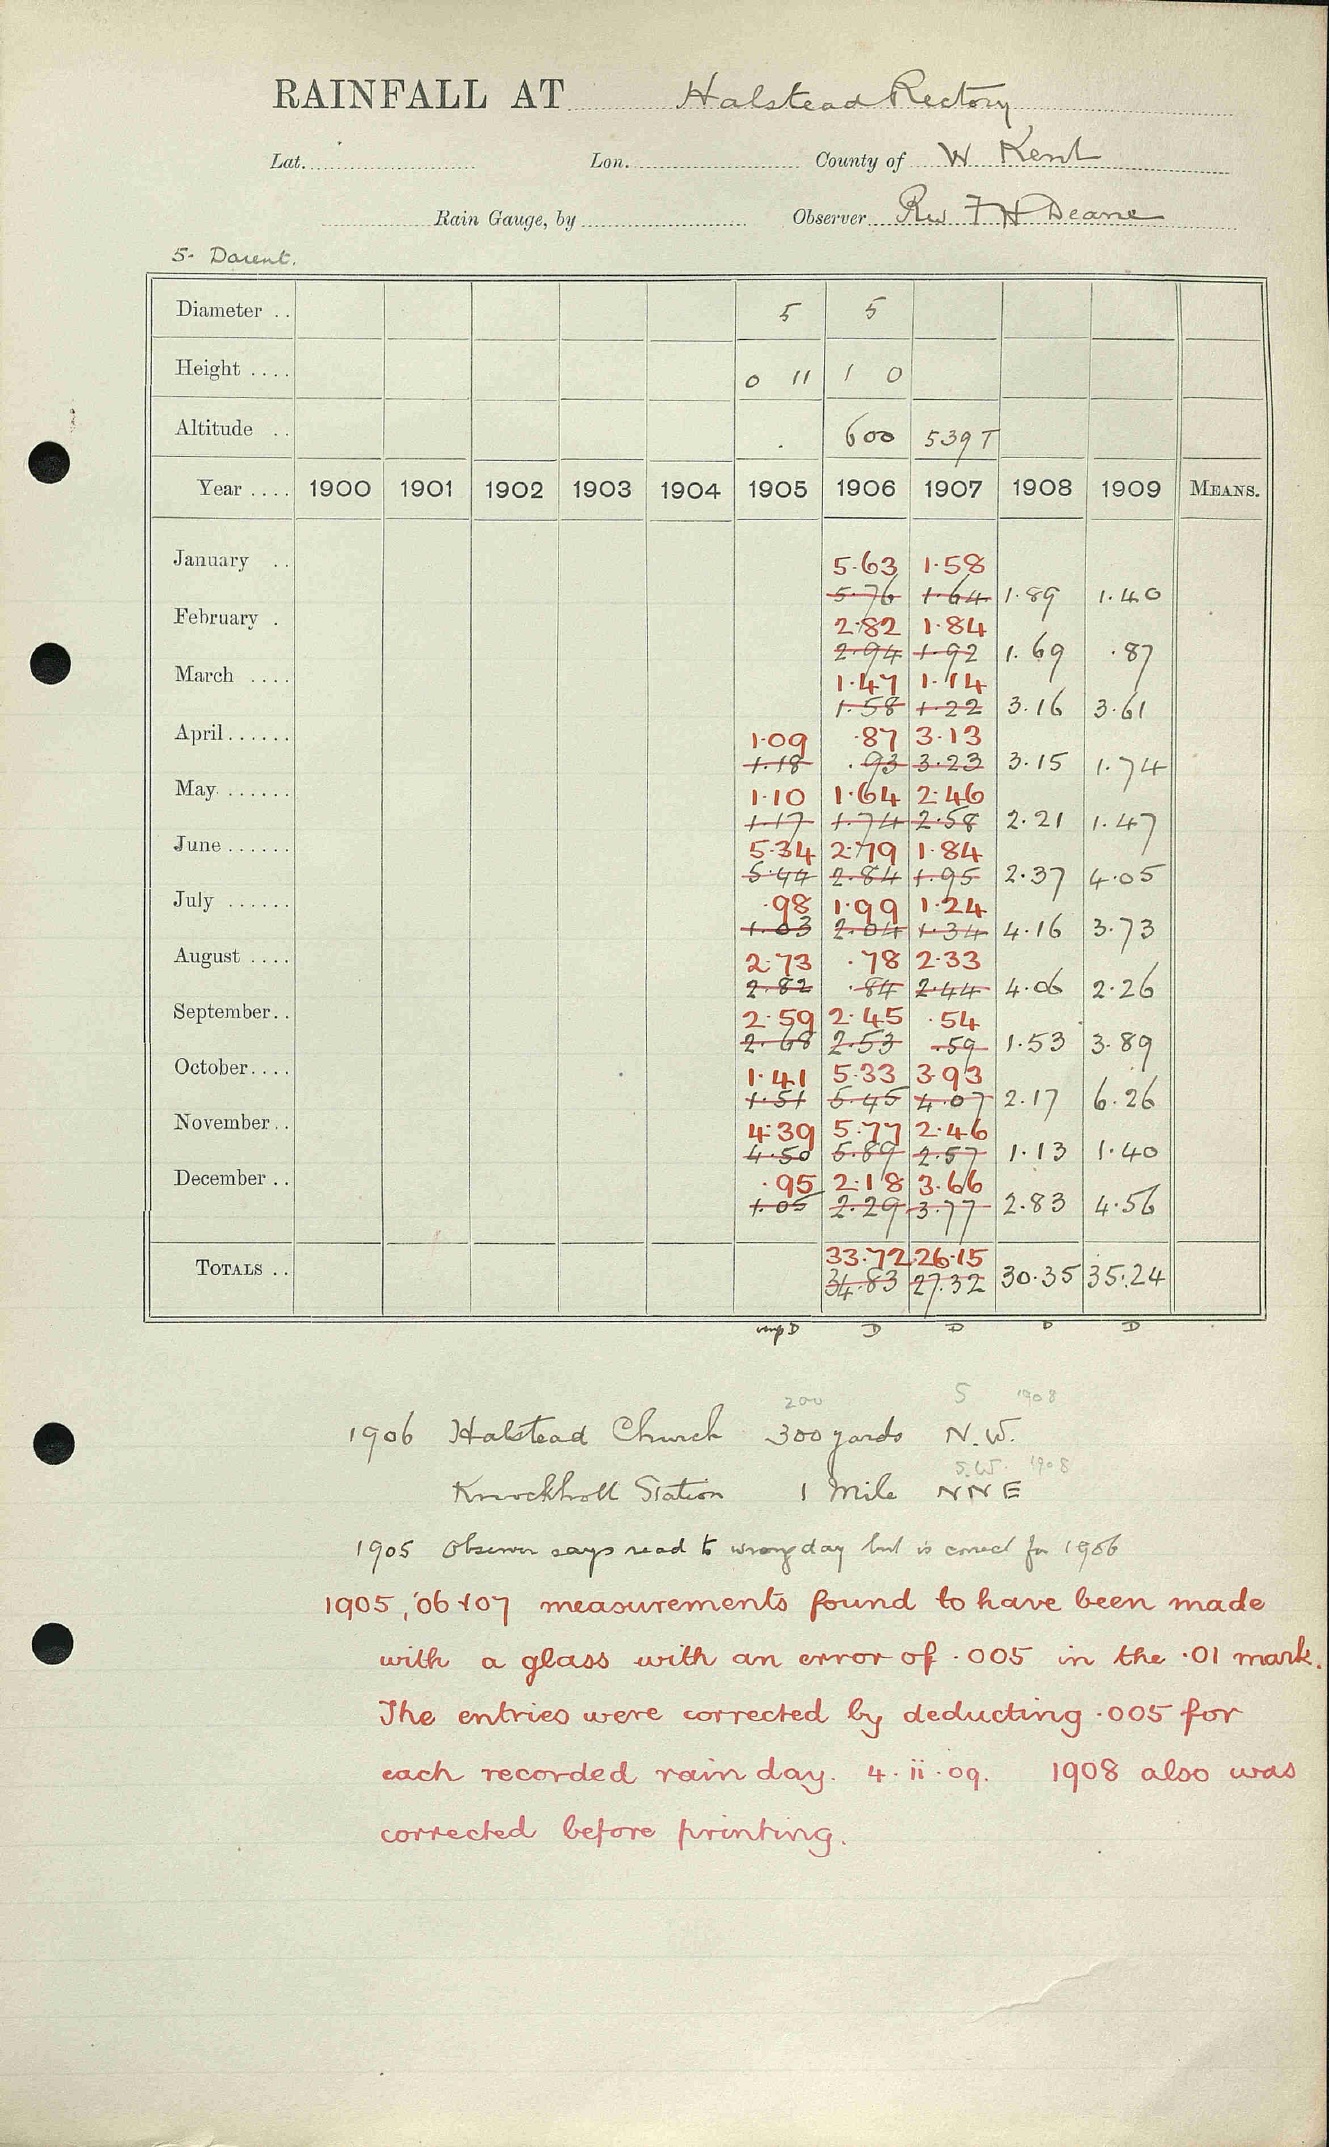 RAINFALL AT Halstead Rectory
Lat. Lon. County of W Kent
Rain Gauge, by Observer Rev F H Deane
5. Darent.
Diameter .. 5 5
Height .... 0 11 1 0
Altitude .. 600 539 T
Year .... 1900 1901 1902 1903 1904 1905 1906 1907 1908 1909 MEANS.
January .. 5.63 1.58
5.76 1.64 1.89 1.40
February . 2.82 1.84
2.94 1.92 1.69 .87
March .... 1.47 1.14
1.58 1.22 3.16 3.61
April...... 1.09 .87 3.13
1.18 .93 3.23 3.15 1.74
May ...... 1.10 1.64 2.46
1.17 1.74 2.58 2.21 1.47
June ...... 5.34 2.79 1.84
5.44 2.84 1.95 2.37 4.05
July ...... .98 1.99 1.24
1.03 2.04 1.34 4.16 3.73
August .... 2.73 .78 2.33
2.82 .84 2.44 4.06 2.26
September.. 2.59 2.45 .54
2.68 2.53 .59 1.53 3.89
October.... 1.41 5.33 3.93
1.51 5.45 4.07 2.17 6.26
November.. 4.39 5.77 2.46
4.50 5.89 2.57 1.13 1.40
December .. .95 2.18 3.66
1.05 2.29 3.77 2.83 4.56
33.72 26.15
TOTALS .. 34.83 27.32 30.35 35.24
D D D D D
200 S 1908
1906 Halstead Church 300 yards N.W.
S.W. 1908
Knockholt Station 1 Mile NNE
1905 Observer says read to wrong day but is correct for 1906
1905, '06 + 07 measurements found to have been made
with a glass with an error of .005 in the .01 mark.
The entries were corrected by deducting .005 for
each recorded rain day. 4.ii.09. 1908 also was
corrected before printing.